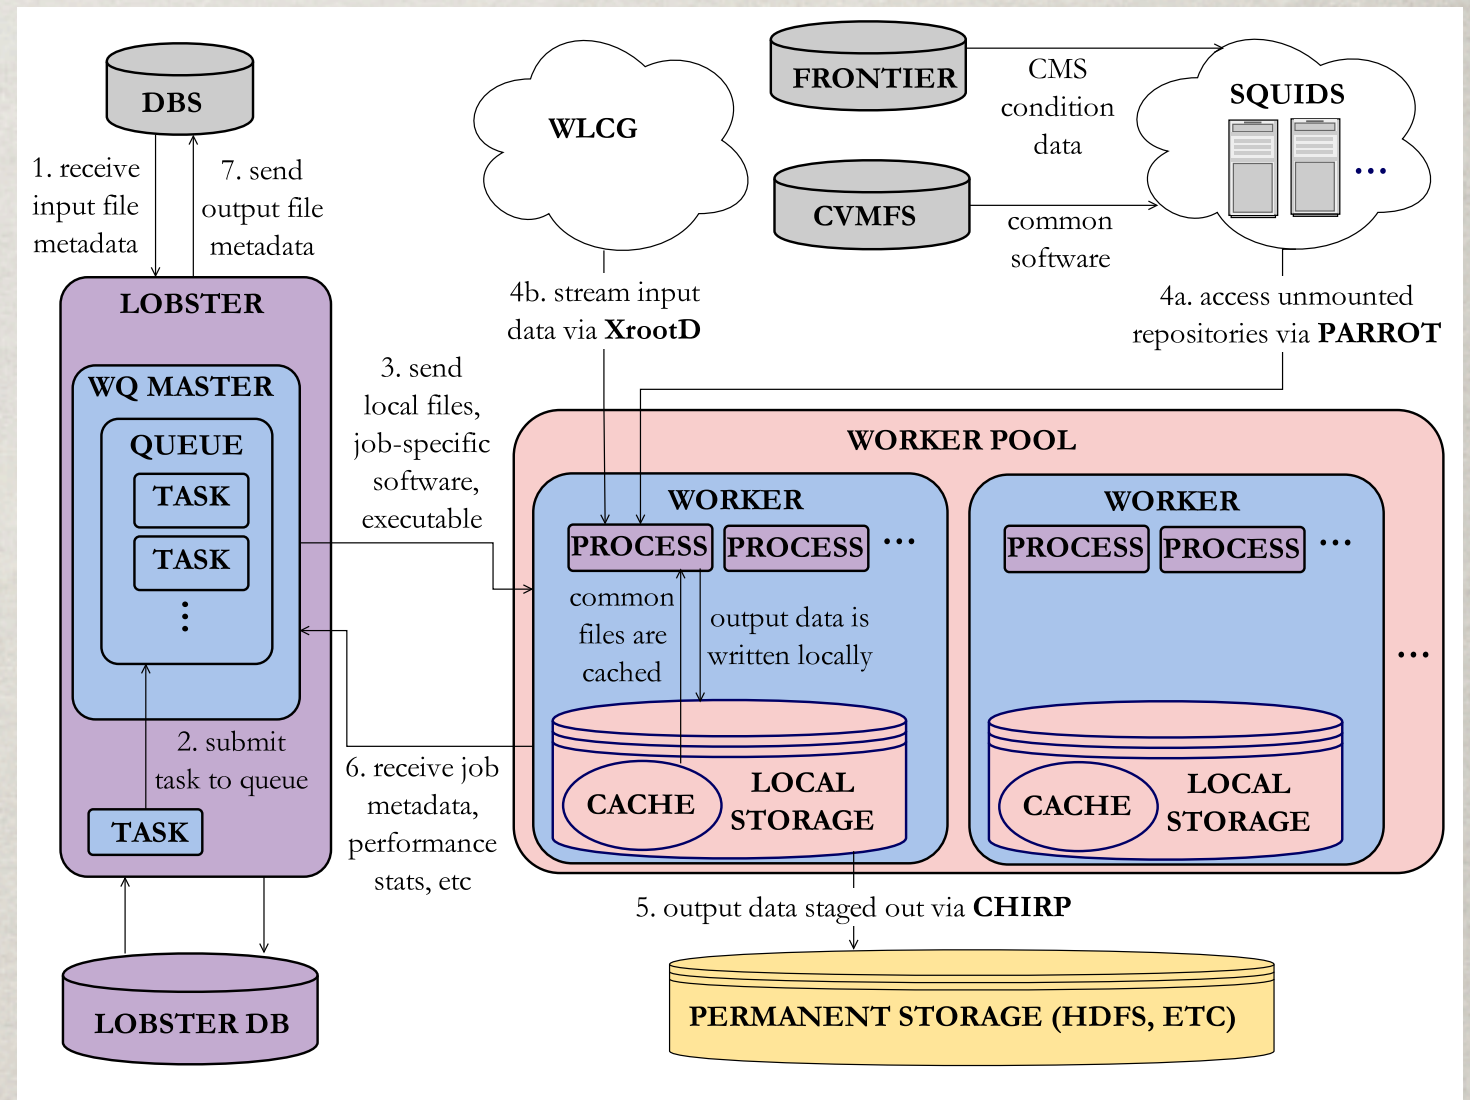 DBS
1. receive
input file
metadata
7. send
output file
metadata
WLCG
FRONTIER
CMS
condition
data
CVMFS
common
software
SQUIDS
...
4b. stream input
data via XrootD
4a. access unmounted
repositories via PARROT
LOBSTER
WQ MASTER
QUEUE
TASK
TASK
...
2. submit
task to queue
TASK
3. send
local files,
job-specific
software,
executable
6. receive job
metadata,
performance
stats, etc
WORKER POOL
WORKER
PROCESS
PROCESS
...
common
files are
cached
output data is
written locally
CACHE
LOCAL
STORAGE
WORKER
PROCESS
PROCESS
...
CACHE
LOCAL
STORAGE
...
5. output data staged out via CHIRP
LOBSTER DB
PERMANENT STORAGE (HDFS, ETC)